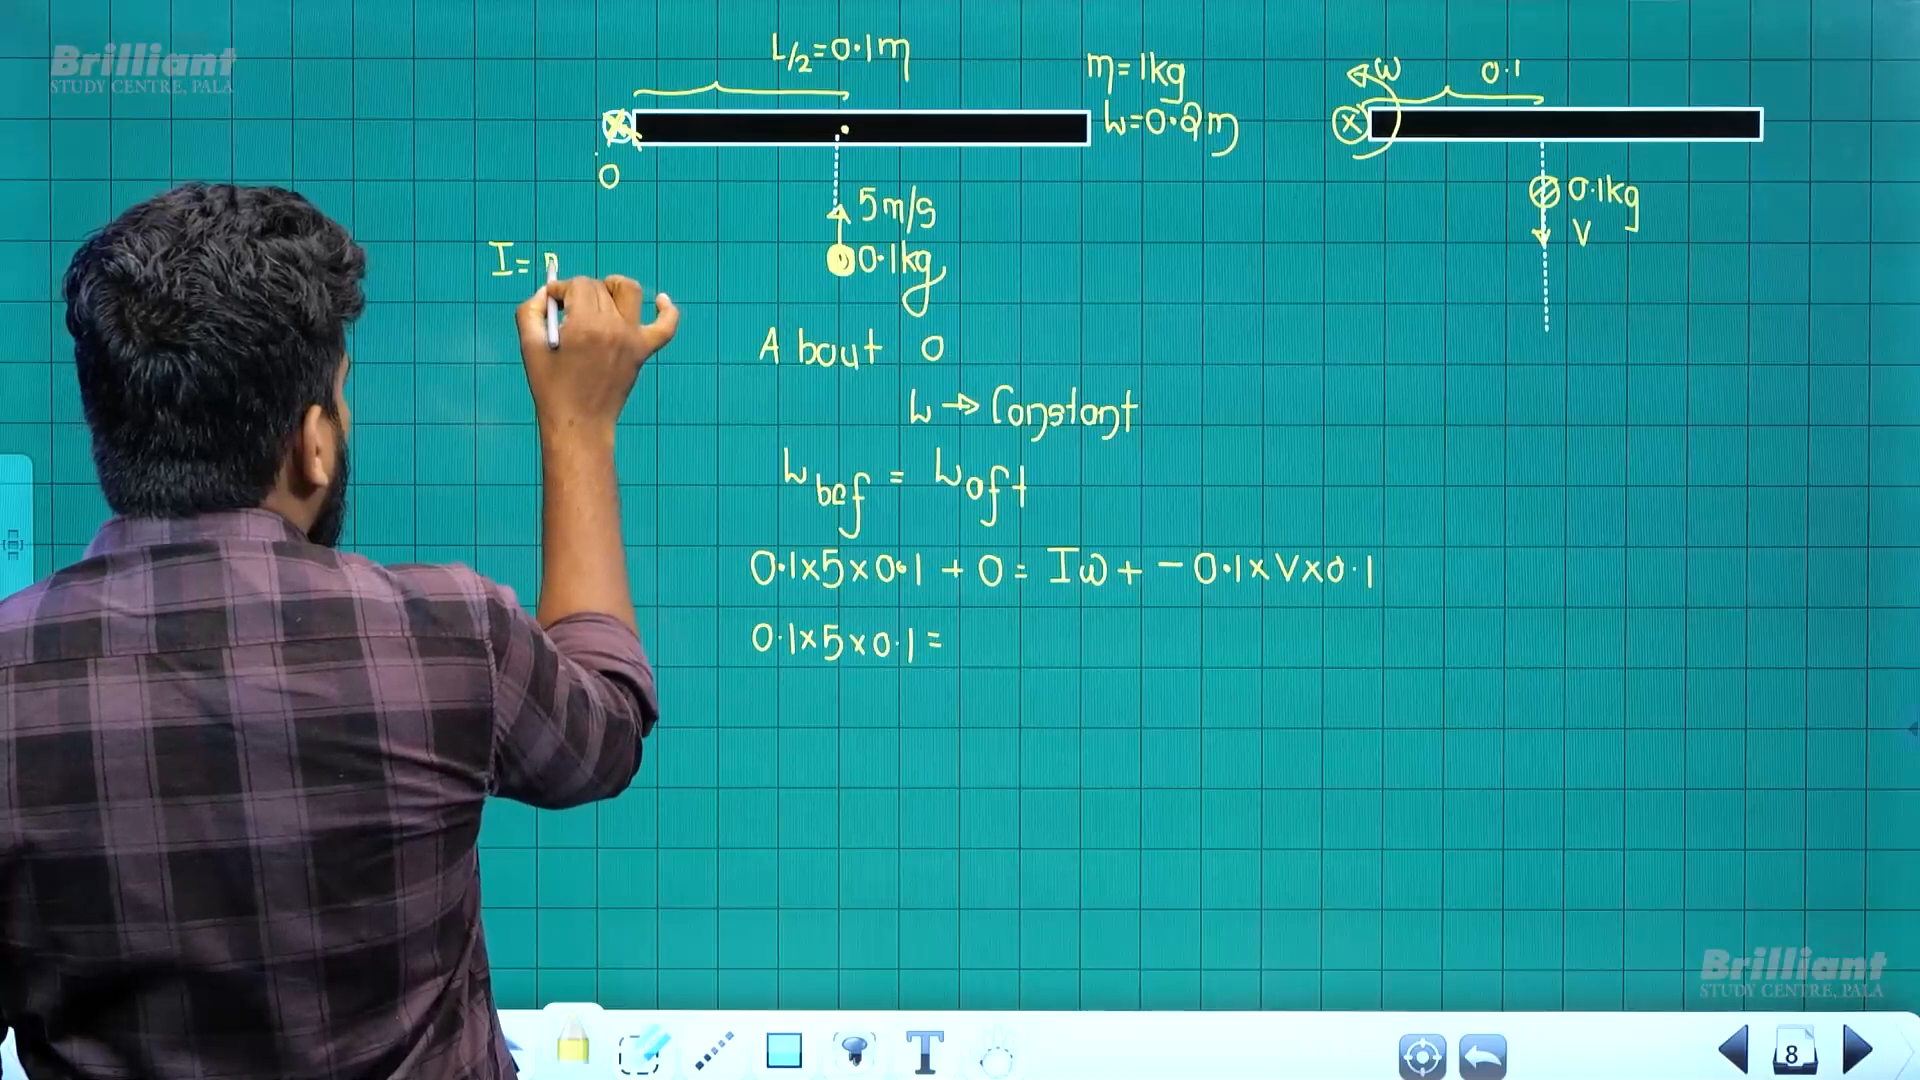 Brilliant
STUDY CENTRE, PALA
L/2=0.1m
m=1kg
L=0.2m
ω
0.1
O
5m/s
0.1kg
0.1kg
V
I=
About O
L → Constant
L bef = L aft
0.1×5×0.1 + 0 = Iω + - 0.1×V×0.1
0.1×5×0.1 =
Brilliant
STUDY CENTRE, PALA
T
8